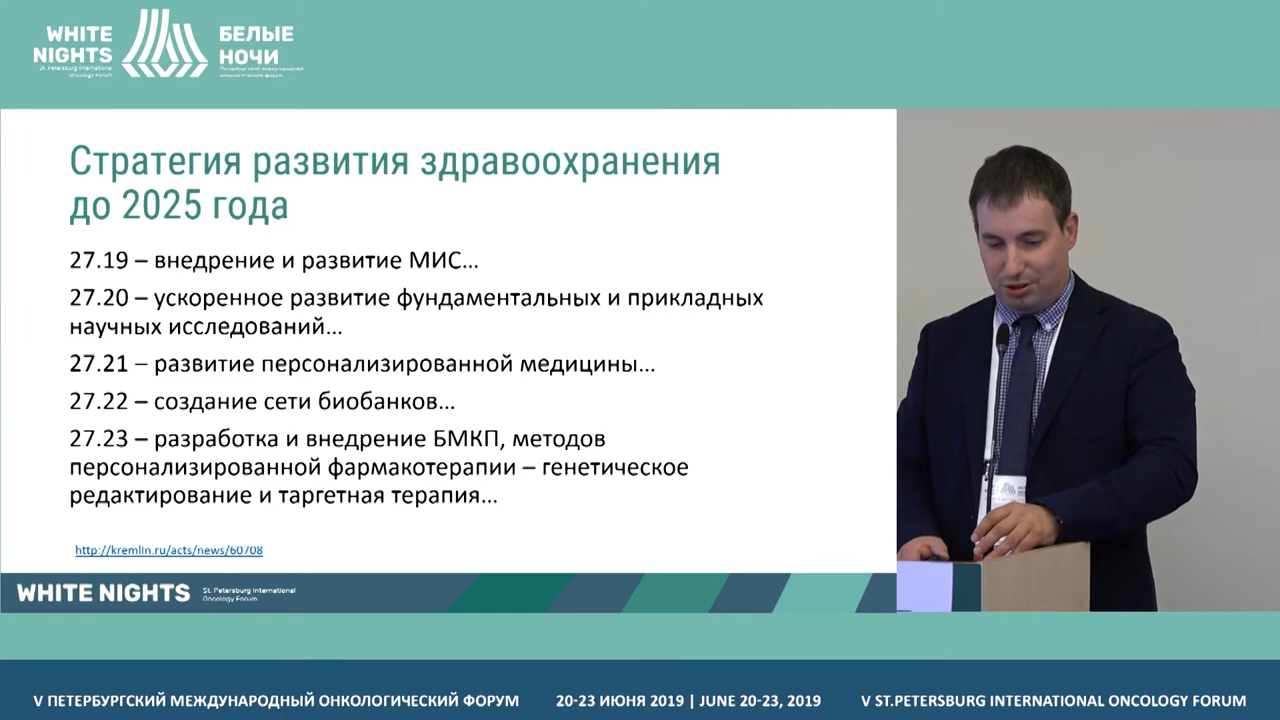 WHITE
NIGHTS
St. Petersburg International
Oncology Forum
БЕЛЫЕ
НОЧИ
Петербургский международный
онкологический форум
Стратегия развития здравоохранения
до 2025 года
27.19 – внедрение и развитие МИС...
27.20 – ускоренное развитие фундаментальных и прикладных
научных исследований...
27.21 – развитие персонализированной медицины...
27.22 – создание сети биобанков...
27.23 – разработка и внедрение БМКП, методов
персонализированной фармакотерапии – генетическое
редактирование и таргетная терапия...
http://kremlin.ru/acts/news/60708
WHITE NIGHTS
St. Petersburg International
Oncology Forum
V ПЕТЕРБУРГСКИЙ МЕЖДУНАРОДНЫЙ ОНКОЛОГИЧЕСКИЙ ФОРУМ
20-23 ИЮНЯ 2019 | JUNE 20-23, 2019
V ST.PETERSBURG INTERNATIONAL ONCOLOGY FORUM